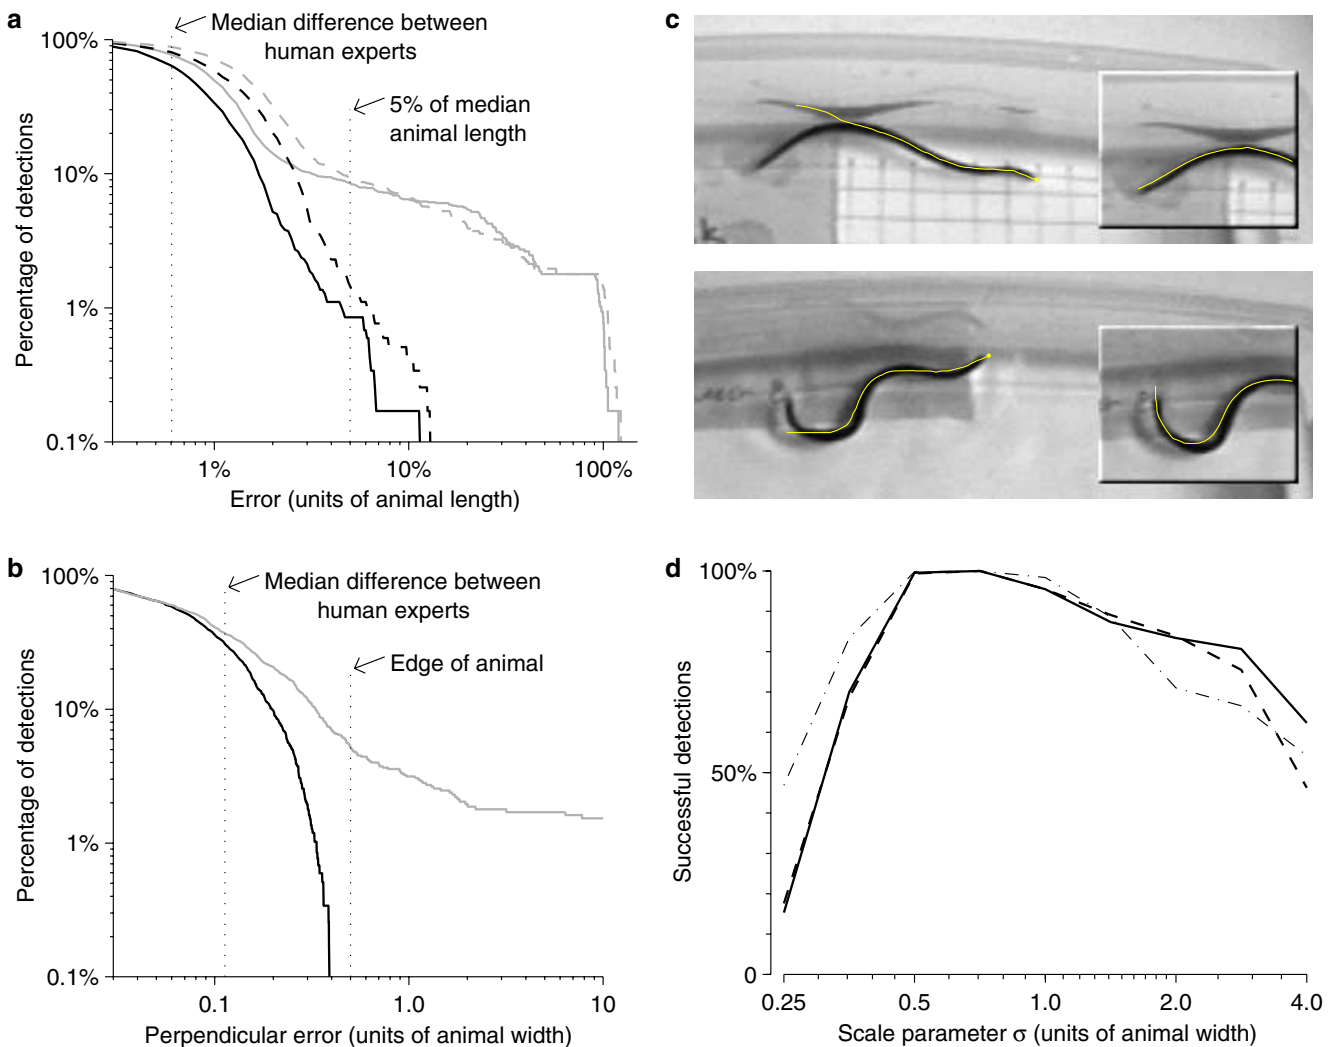 a
Median difference between
human experts
5% of median
animal length
Percentage of detections
100%
10%
1%
0.1%
1%
10%
100%
Error (units of animal length)
b
Median difference between
human experts
Edge of animal
Percentage of detections
100%
10%
1%
0.1%
0.1
1.0
10
Perpendicular error (units of animal width)
c
d
Successful detections
100%
50%
0
0.25
0.5
1.0
2.0
4.0
Scale parameter σ (units of animal width)